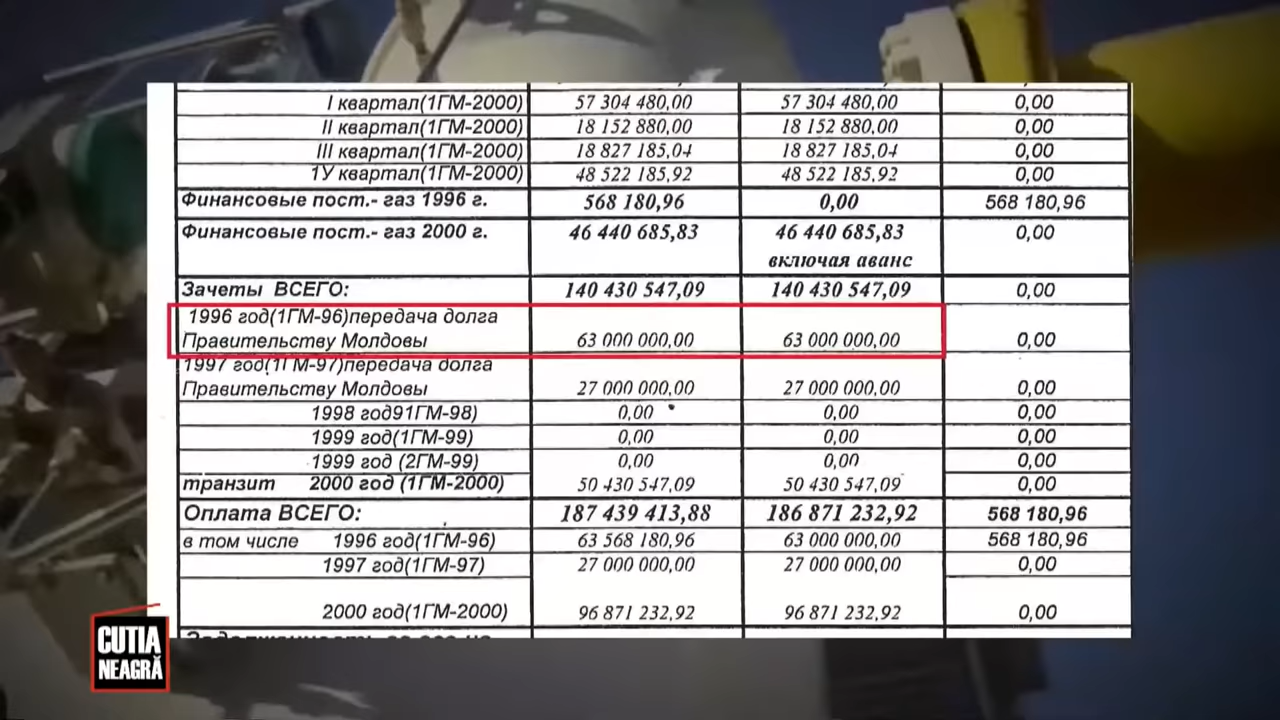 I квартал(1ГМ-2000) 57 304 480,00 57 304 480,00 0,00
II квартал(1ГМ-2000) 18 152 880,00 18 152 880,00 0,00
III квартал(1ГМ-2000) 18 827 185,04 18 827 185,04 0,00
1У квартал(1ГМ-2000) 48 522 185,92 48 522 185,92 0,00
Финансовые пост.- газ 1996 г. 568 180,96 0,00 568 180,96
Финансовые пост.- газ 2000 г. 46 440 685,83 46 440 685,83 0,00
включая аванс
Зачеты ВСЕГО: 140 430 547,09 140 430 547,09 0,00
1996 год(1ГМ-96)передача долга
Правительству Молдовы 63 000 000,00 63 000 000,00 0,00
1997 год(1ГМ-97)передача долга
Правительству Молдовы 27 000 000,00 27 000 000,00 0,00
1998 год91ГМ-98) 0,00 0,00 0,00
1999 год(1ГМ-99) 0,00 0,00 0,00
1999 год (2ГМ-99) 0,00 0,00 0,00
транзит 2000 год (1ГМ-2000) 50 430 547,09 50 430 547,09 0,00
Оплата ВСЕГО: 187 439 413,88 186 871 232,92 568 180,96
в том числе 1996 год(1ГМ-96) 63 568 180,96 63 000 000,00 568 180,96
1997 год(1ГМ-97) 27 000 000,00 27 000 000,00 0,00
2000 год(1ГМ-2000) 96 871 232,92 96 871 232,92 0,00
CUTIA
NEAGRĂ